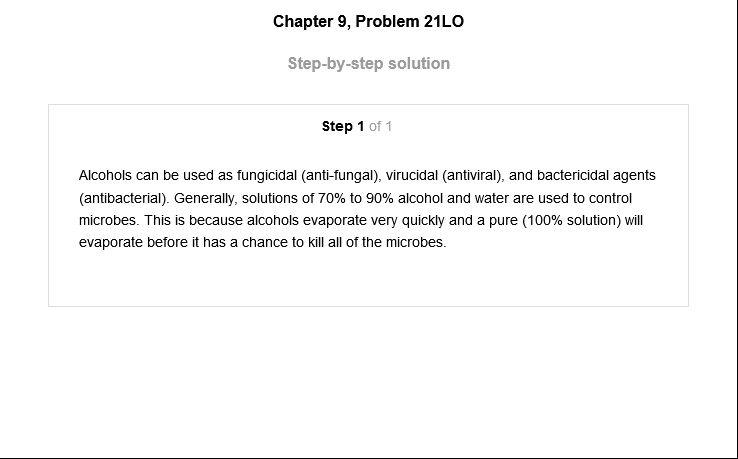 Chapter 9, Problem 21LO
Step-by-step solution
Step 1 of 1
Alcohols can be used as fungicidal (anti-fungal), virucidal (antiviral), and bactericidal agents
(antibacterial). Generally, solutions of 70% to 90% alcohol and water are used to control
microbes. This is because alcohols evaporate very quickly and a pure (100% solution) will
evaporate before it has a chance to kill all of the microbes.